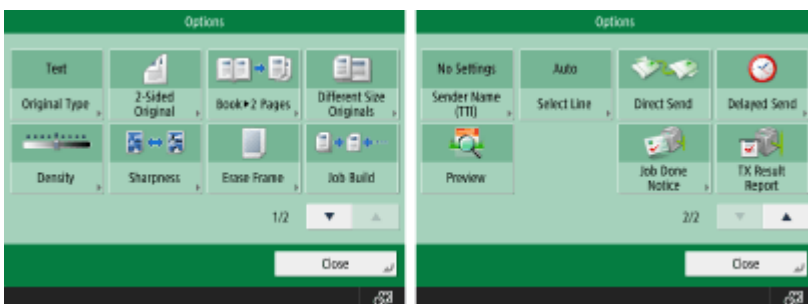 Options
Text
Original Type
2-Sided
Original
Book▶2 Pages
Different Size
Originals
Density
Sharpness
Erase Frame
Job Build
1/2
Close
Options
No Settings
Sender Name
(TTI)
Auto
Select Line
Direct Send
Delayed Send
Preview
Job Done
Notice
TX Result
Report
2/2
Close